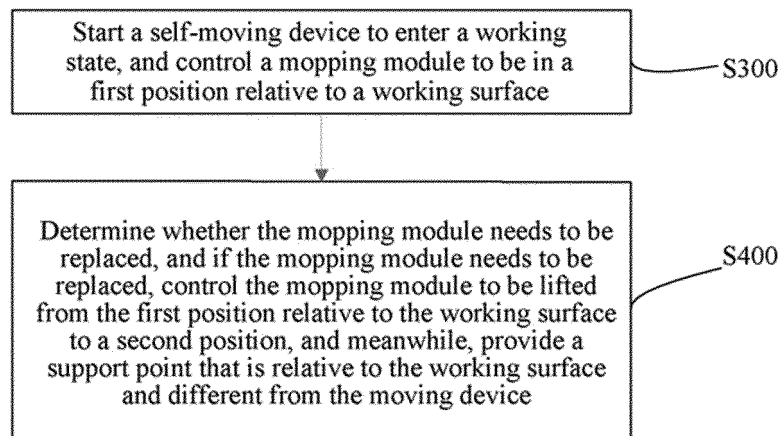 Start a self-moving device to enter a working
state, and control a mopping module to be in a
first position relative to a working surface
S300
Determine whether the mopping module needs to be
replaced, and if the mopping module needs to be
replaced, control the mopping module to be lifted
from the first position relative to the working surface
to a second position, and meanwhile, provide a
support point that is relative to the working surface
and different from the moving device
S400